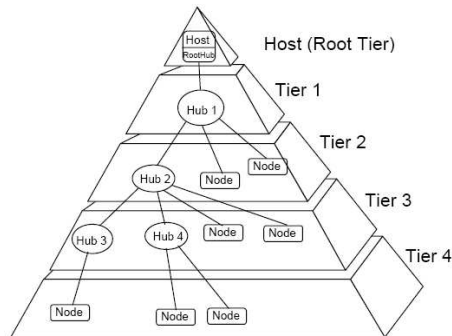 Host
RootHub
Host (Root Tier)
Tier 1
Hub 1
Tier 2
Node
Node
Hub 2
Tier 3
Node
Node
Hub 3
Hub 4
Tier 4
Node
Node
Node